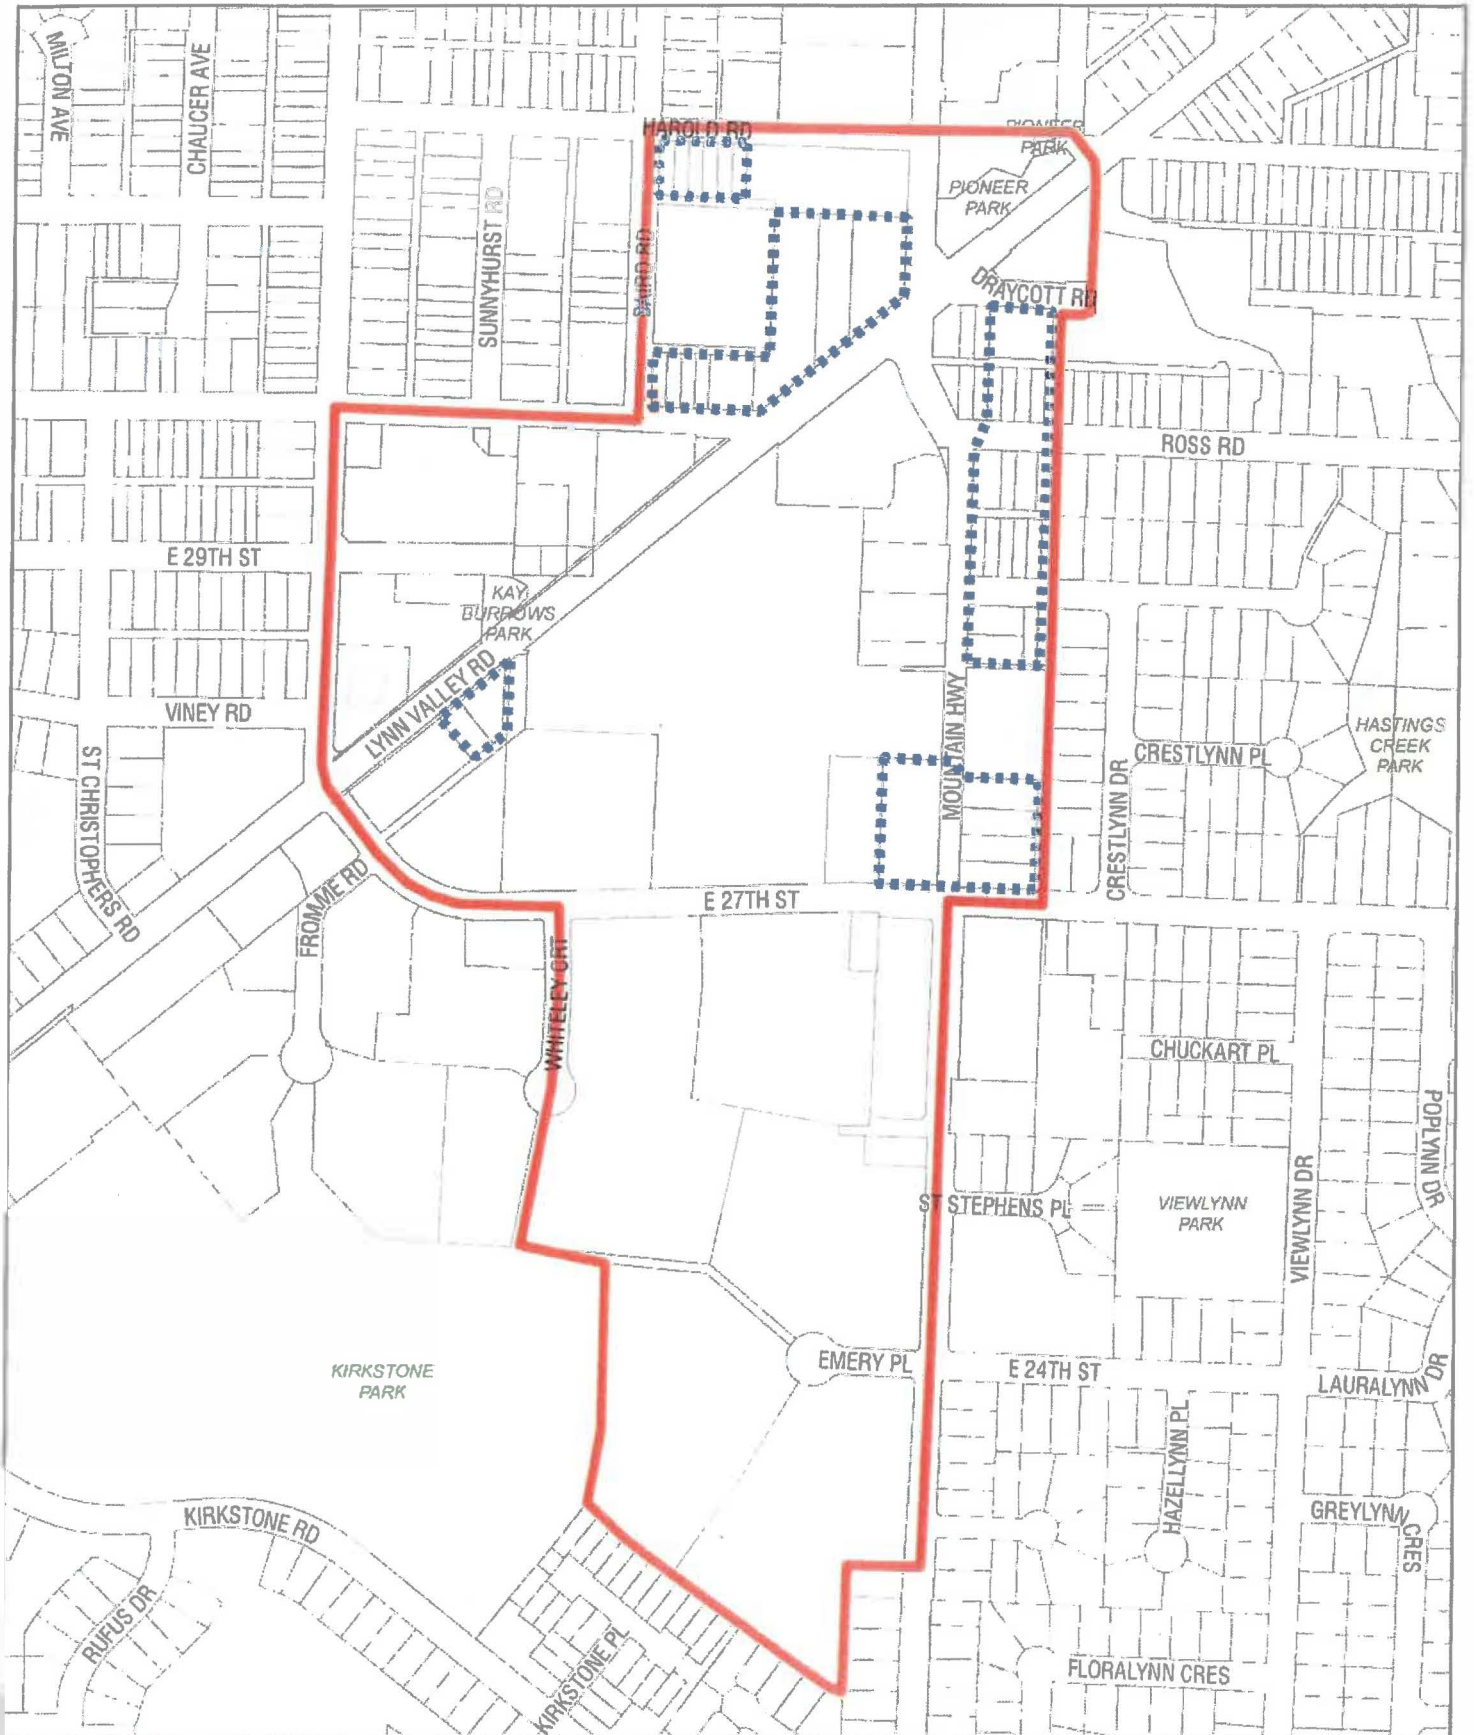 MILTON AVE
CHAUCER AVE
SUNNYHURST RD
HAROLD RD
BAIRD RD
PIONEER
PARK
PIONEER
PARK
DRAYCOTT RD
ROSS RD
E 29TH ST
KAY
BURROWS
PARK
LYNN VALLEY RD
VINEY RD
ST CHRISTOPHERS RD
MOUNTAIN HWY
CRESTLYNN DR
CRESTLYNN PL
HASTINGS
CREEK
PARK
FROMME RD
E 27TH ST
WHITELEY CRT
CHUCKART PL
POPLYNN DR
ST STEPHENS PL
VIEWLYNN
PARK
VIEWLYNN DR
KIRKSTONE
PARK
EMERY PL
E 24TH ST
LAURALYNN DR
HAZELLYNN PL
GREYLYNN CRES
KIRKSTONE RD
RUFUS DR
KIRKSTONE PL
FLORALYNN CRES